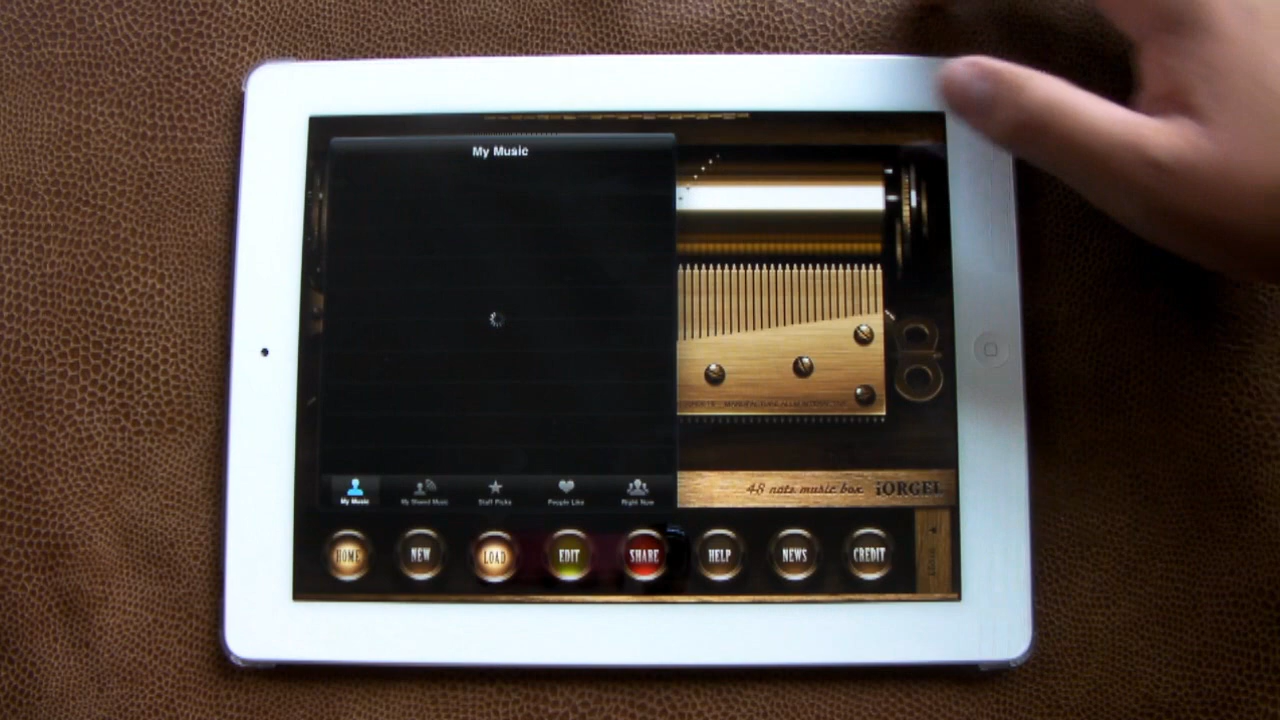 My Music
My Music My Shared Music Staff Picks People Like Right Now
48 note music box iORGEL
HOME NEW LOAD EDIT SHARE HELP NEWS CREDIT